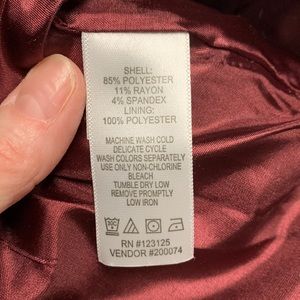 SHELL:
85% POLYESTER
11% RAYON
4% SPANDEX
LINING:
100% POLYESTER
MACHINE WASH COLD
DELICATE CYCLE
WASH COLORS SEPARATELY
USE ONLY NON-CHLORINE
BLEACH
TUMBLE DRY LOW
REMOVE PROMPTLY
LOW IRON
RN #123125
VENDOR #200074